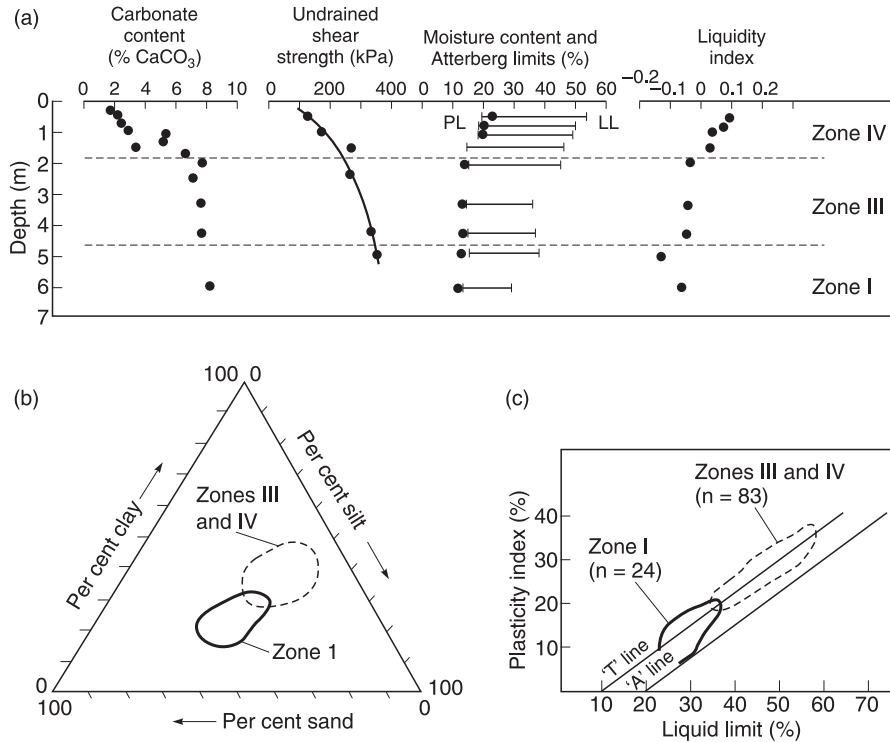 (a)
Carbonate
content
(% CaCO₃)
Undrained
shear
strength (kPa)
Moisture content and
Atterberg limits (%)
Liquidity
index
0 2 4 6 8 10
0 200 400
0 20 40 60
−0.2 −0.1 0 0.1 0.2
Depth (m)
0
1
2
3
4
5
6
7
PL LL
Zone IV
Zone III
Zone I
(b)
100 0
Per cent clay
Per cent silt
Zones III
and IV
Zone 1
0
100
100
0
Per cent sand
(c)
Plasticity index (%)
40
30
20
10
Zones III and IV
(n = 83)
Zone I
(n = 24)
'T' line
'A' line
10 20 30 40 50 60 70
Liquid limit (%)